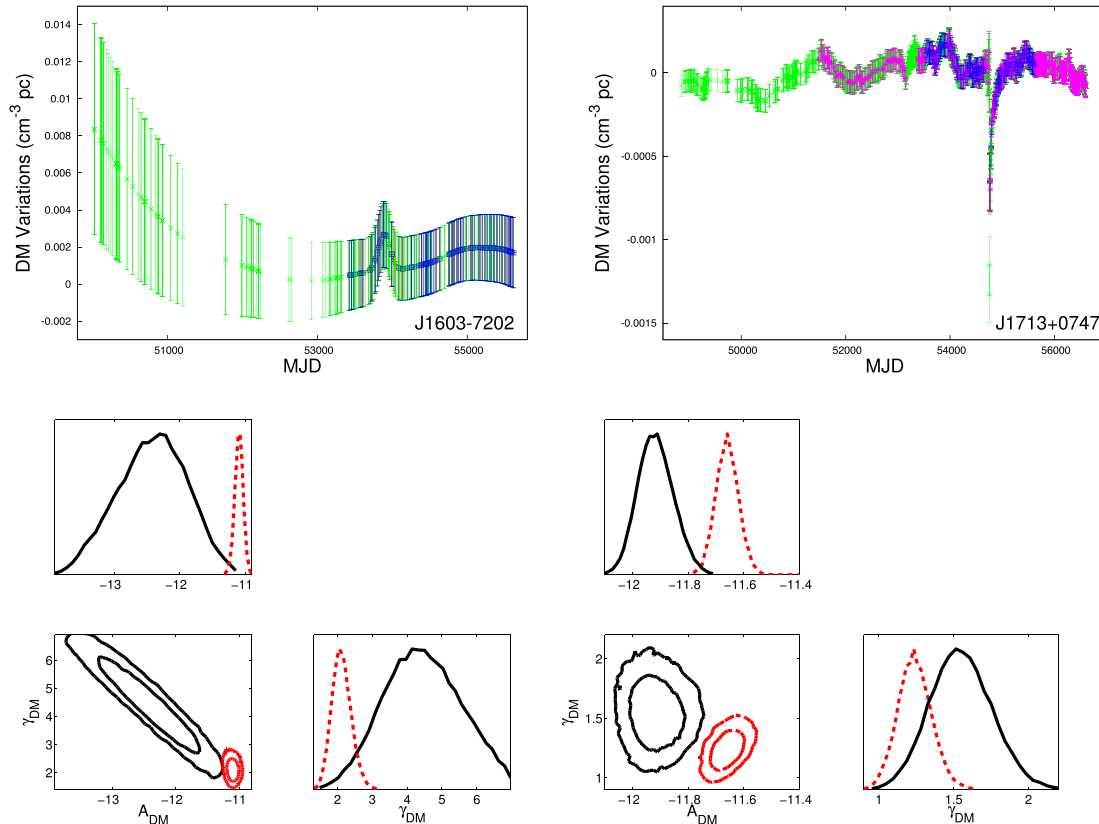 0.014
0.012
0.01
0.008
0.006
0.004
0.002
0
-0.002
DM Variations (cm⁻³ pc)
J1603-7202
51000 53000 55000
MJD
0
-0.0005
-0.001
-0.0015
DM Variations (cm⁻³ pc)
J1713+0747
50000 52000 54000 56000
MJD
−13 −12 −11
−12 −11.8 −11.6 −11.4
6
5
4
3
2
γDM
−13 −12 −11
ADM
2 3 4 5 6
γDM
2
1.5
1
γDM
−12 −11.8 −11.6 −11.4
ADM
1 1.5 2
γDM